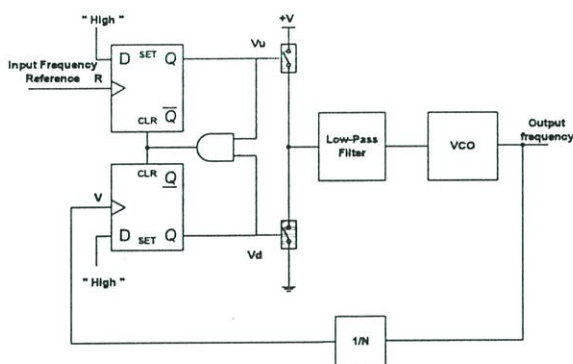 " High "
+V
D SET Q
Vu
Input Frequency
Reference R
CLR Q
Low-Pass
Filter
VCO
Output
frequency
CLR Q
V
D SET Q
Vd
" High "
1/N